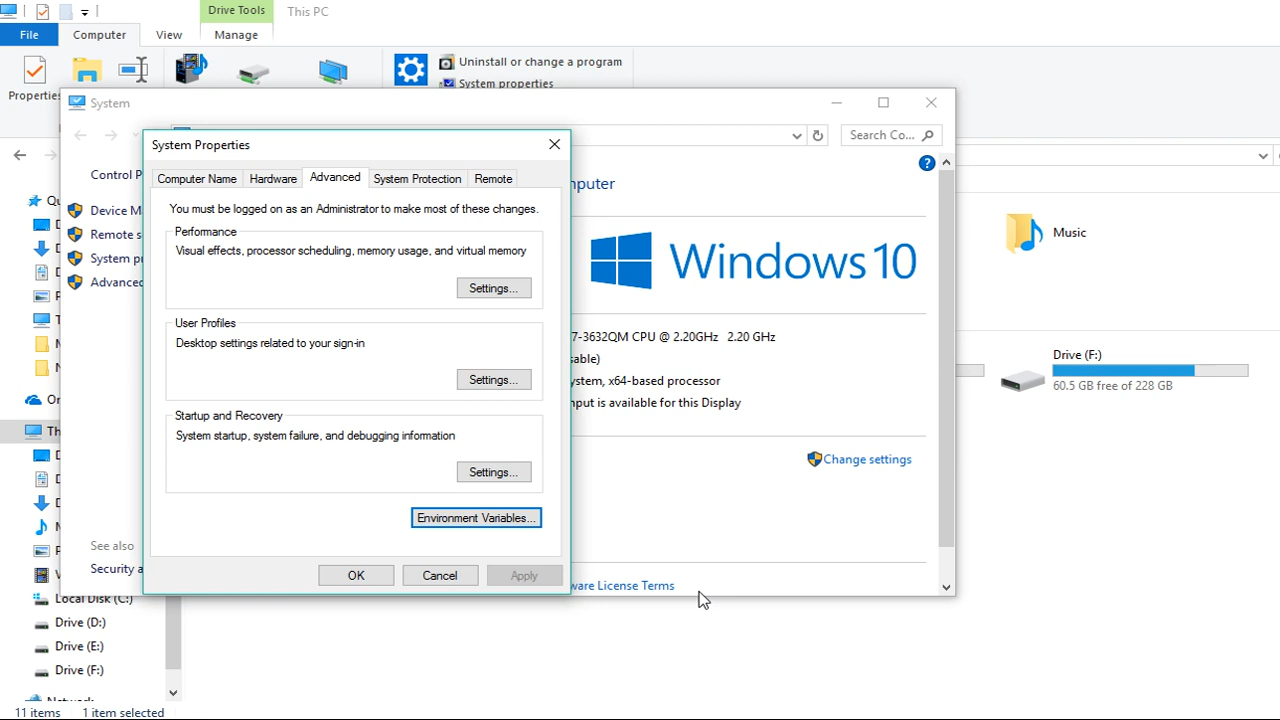 Drive Tools
This PC
File
Computer
View
Manage
Uninstall or change a program
System properties
Properties
System
Search Co...
System Properties
Control P
Computer Name
Hardware
Advanced
System Protection
Remote
You must be logged on as an Administrator to make most of these changes.
Device M
Remote s
System p
Advanced
Performance
Visual effects, processor scheduling, memory usage, and virtual memory
Settings...
User Profiles
Desktop settings related to your sign-in
Settings...
Startup and Recovery
System startup, system failure, and debugging information
Settings...
Environment Variables...
OK
Cancel
Apply
See also
Security a
Windows 10
7-3632QM CPU @ 2.20GHz 2.20 GHz
x64-based processor
is available for this Display
Change settings
License Terms
Music
Drive (F:)
60.5 GB free of 228 GB
Local Disk (C:)
Drive (D:)
Drive (E:)
Drive (F:)
11 items
1 item selected